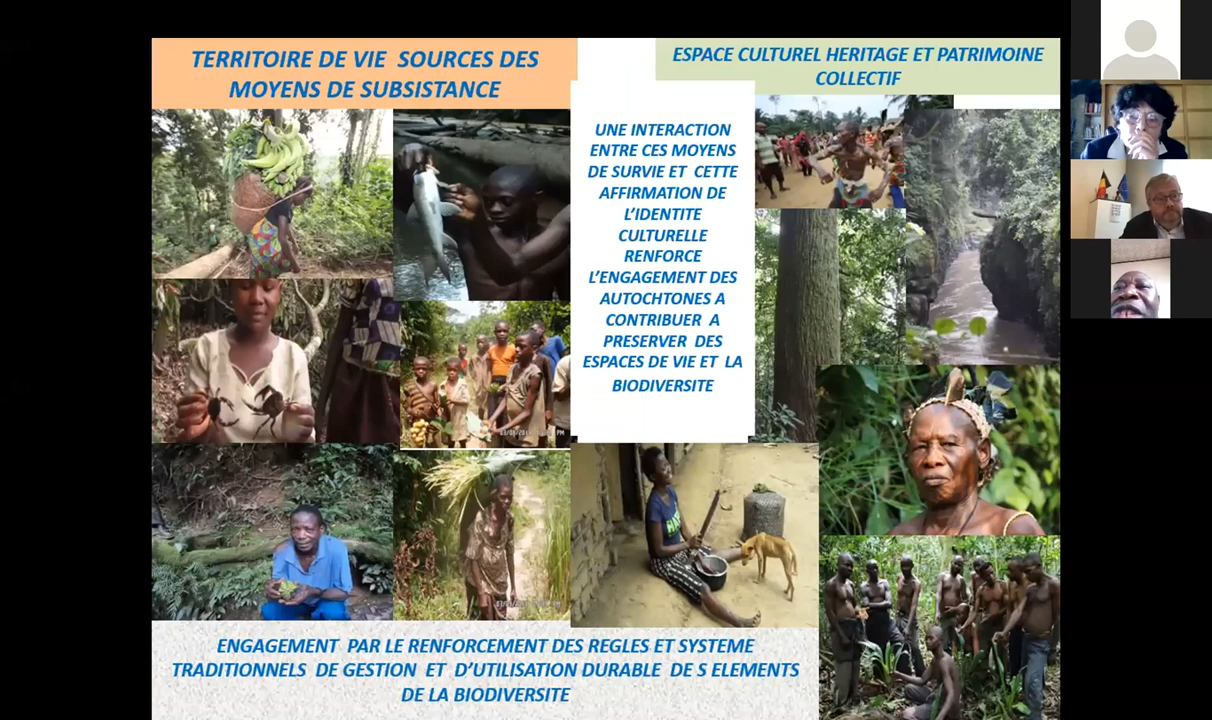 TERRITOIRE DE VIE SOURCES DES
MOYENS DE SUBSISTANCE
ESPACE CULTUREL HERITAGE ET PATRIMOINE
COLLECTIF
UNE INTERACTION
ENTRE CES MOYENS
DE SURVIE ET CETTE
AFFIRMATION DE
L'IDENTITE
CULTURELLE
RENFORCE
L'ENGAGEMENT DES
AUTOCHTONES A
CONTRIBUER A
PRESERVER DES
ESPACES DE VIE ET LA
BIODIVERSITE
ENGAGEMENT PAR LE RENFORCEMENT DES REGLES ET SYSTEME
TRADITIONNELS DE GESTION ET D'UTILISATION DURABLE DE S ELEMENTS
DE LA BIODIVERSITE